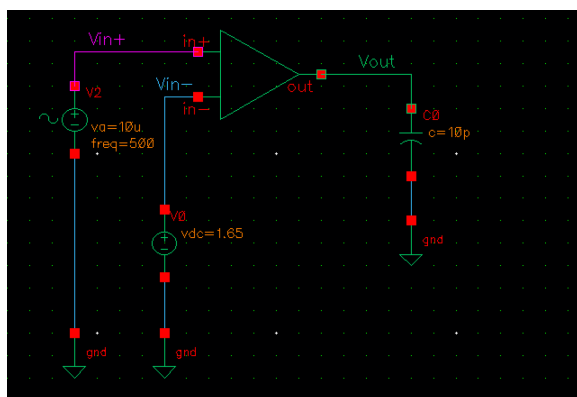 Vin+
in+
Vin-
in-
out
Vout
V2
va=10u
freq=500
V0
vdc=1.65
C0
c=10p
gnd
gnd
gnd